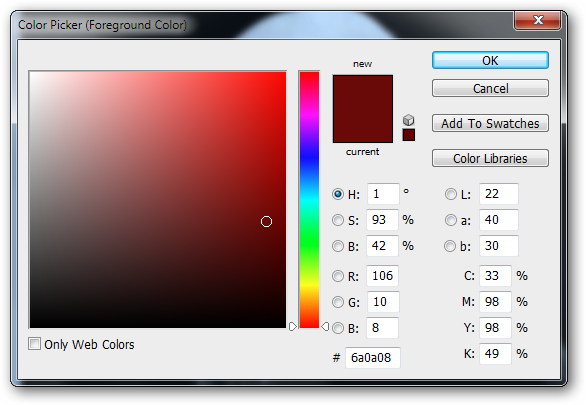 Color Picker (Foreground Color)
new
current
OK
Cancel
Add To Swatches
Color Libraries
H: 1 °
S: 93 %
B: 42 %
R: 106
G: 10
B: 8
# 6a0a08
L: 22
a: 40
b: 30
C: 33 %
M: 98 %
Y: 98 %
K: 49 %
Only Web Colors